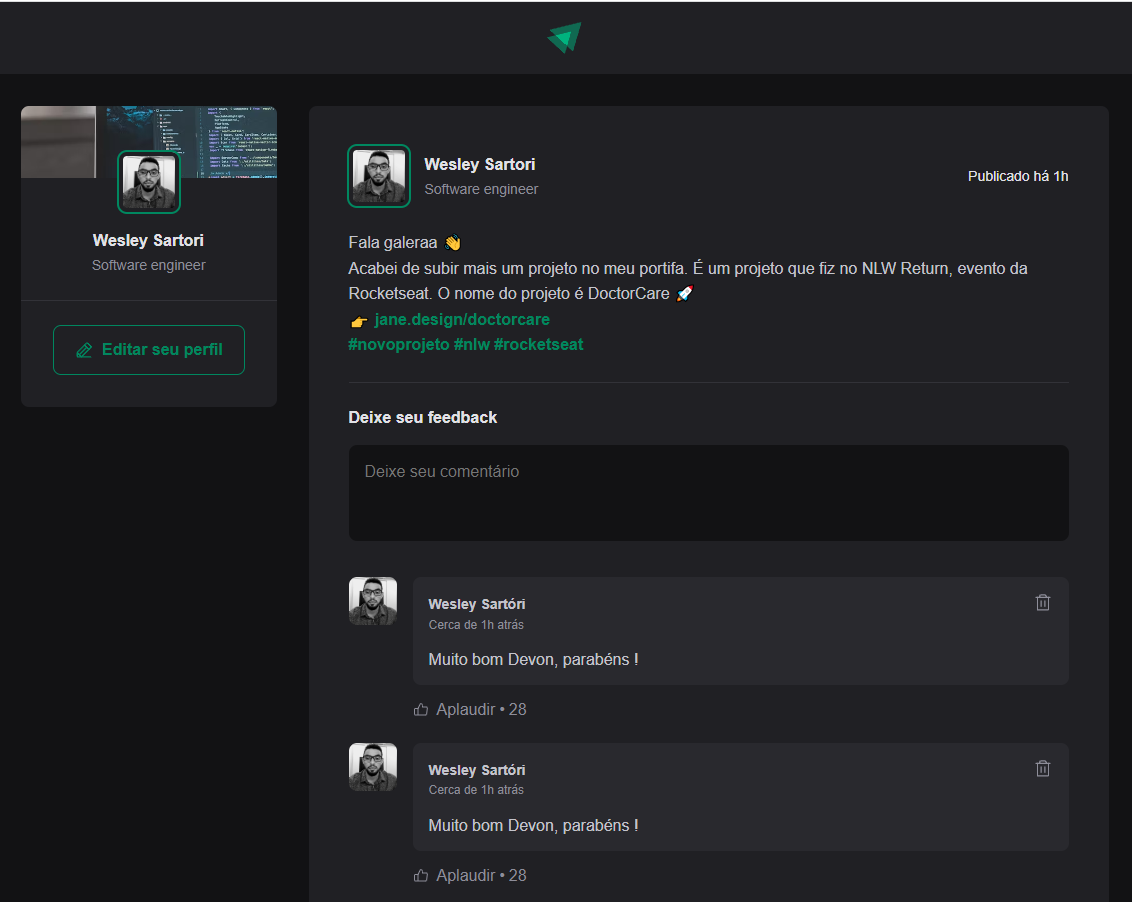 Wesley Sartori
Software engineer
Editar seu perfil
Wesley Sartori
Software engineer
Publicado há 1h
Fala galeraa 👋
Acabei de subir mais um projeto no meu portifa. É um projeto que fiz no NLW Return, evento da
Rocketseat. O nome do projeto é DoctorCare 🚀
👉 jane.design/doctorcare
#novoprojeto #nlw #rocketseat
Deixe seu feedback
Deixe seu comentário
Wesley Sartóri
Cerca de 1h atrás
Muito bom Devon, parabéns !
Aplaudir • 28
Wesley Sartóri
Cerca de 1h atrás
Muito bom Devon, parabéns !
Aplaudir • 28